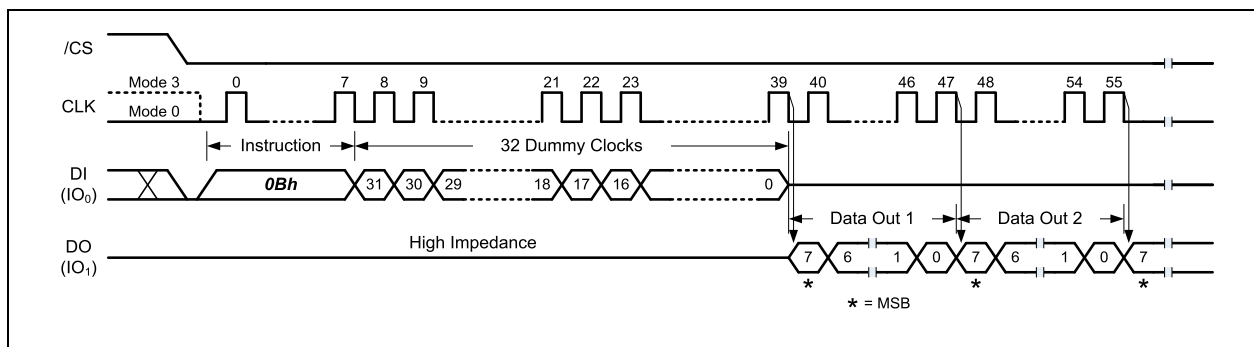 /CS
Mode 3
0 7 8 9 21 22 23 39 40 46 47 48 54 55
CLK
Mode 0
Instruction 32 Dummy Clocks
DI
(IO0)
0Bh 31 30 29 18 17 16 0
Data Out 1 Data Out 2
High Impedance
DO
(IO1)
7 6 1 0 7 6 1 0 7
* * *
* = MSB